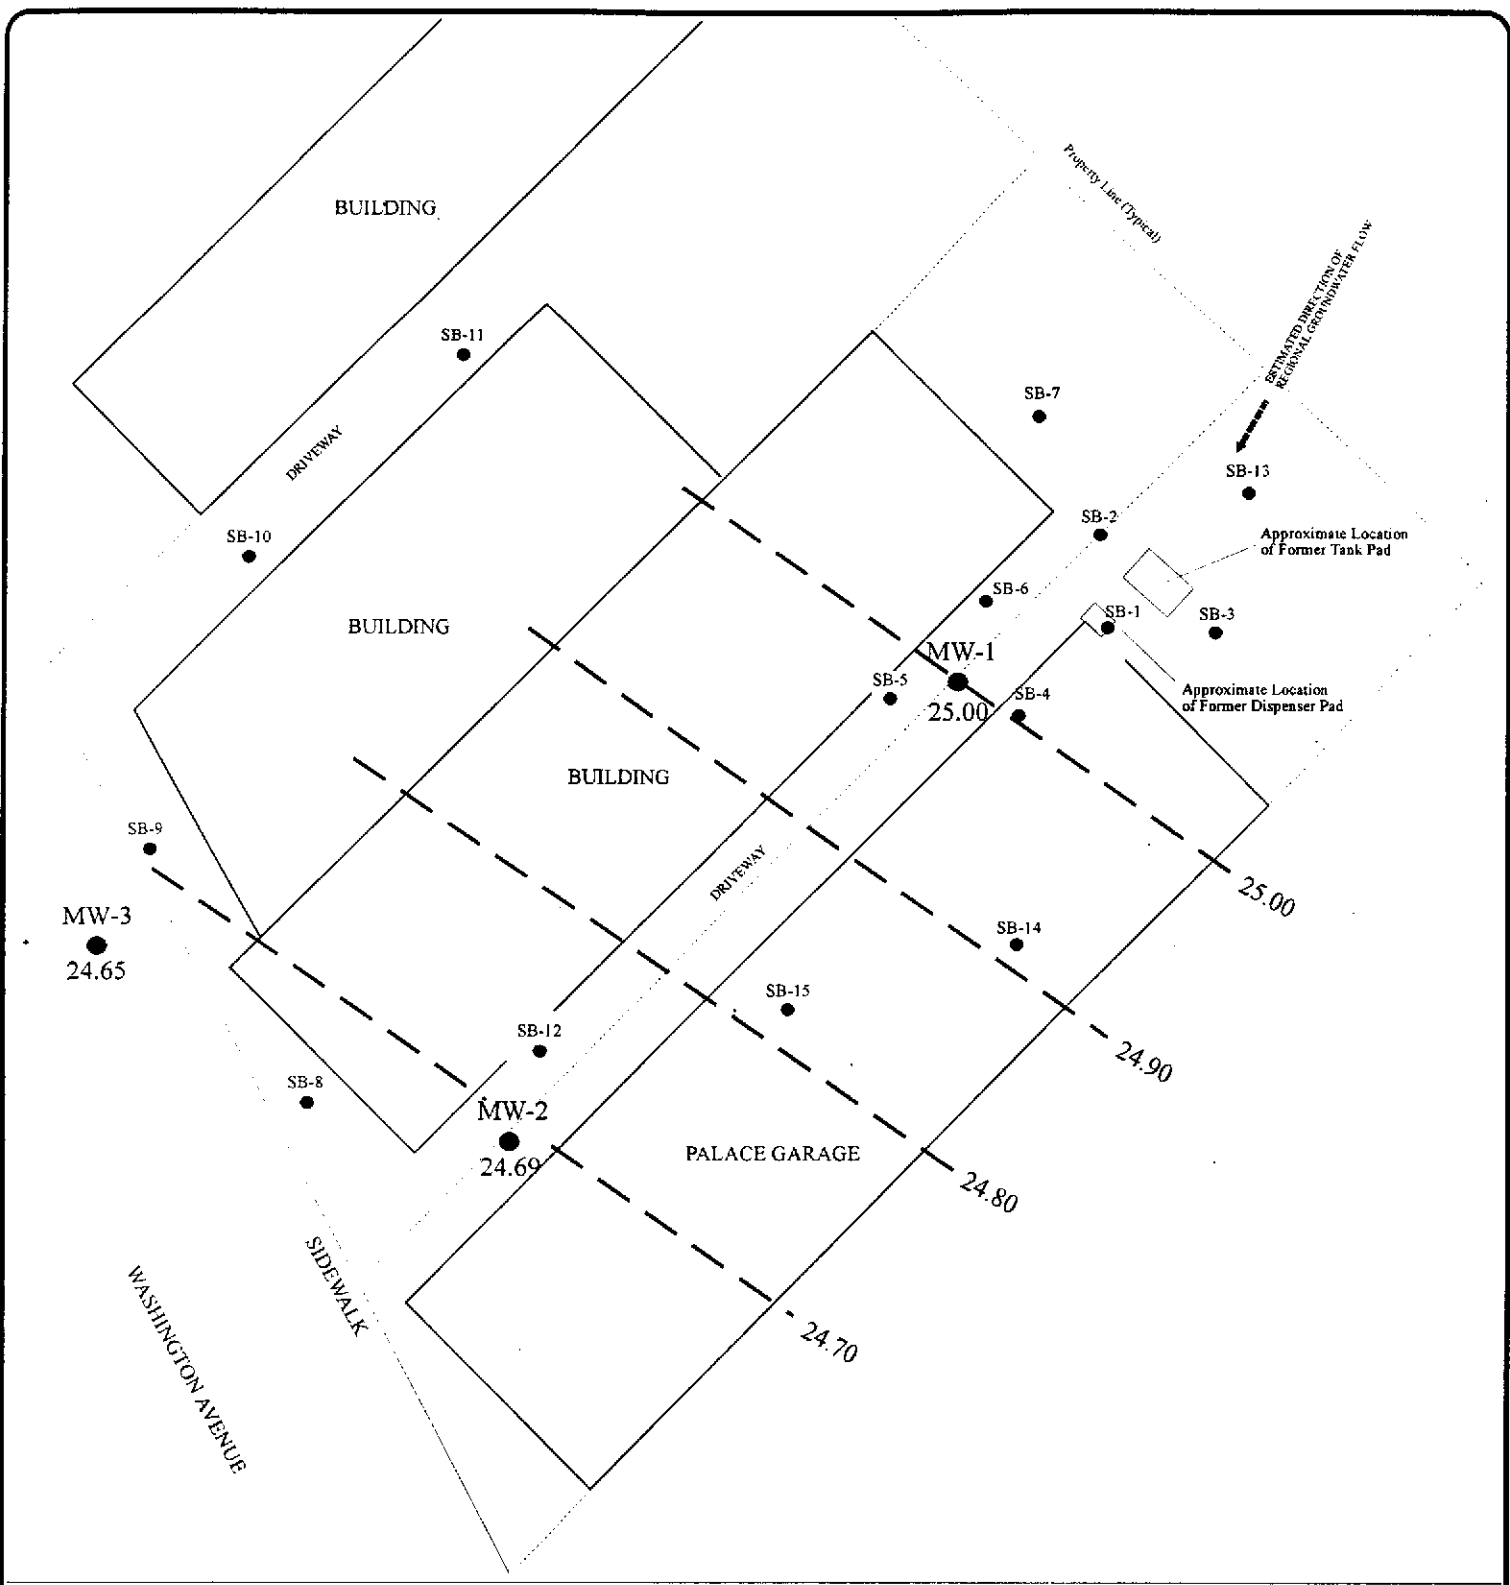 BUILDING
Property Line (Typical)
ESTIMATED DIRECTION OF
REGIONAL GROUNDWATER FLOW
SB-11
SB-7
DRIVEWAY
SB-13
SB-10
SB-2
Approximate Location
of Former Tank Pad
SB-6
SB-1
SB-3
BUILDING
MW-1
25.00
SB-5
SB-4
Approximate Location
of Former Dispenser Pad
BUILDING
SB-9
DRIVEWAY
25.00
MW-3
24.65
SB-14
SB-15
SB-12
24.90
SB-8
MW-2
24.69
PALACE GARAGE
24.80
SIDEWALK
WASHINGTON AVENUE
24.70